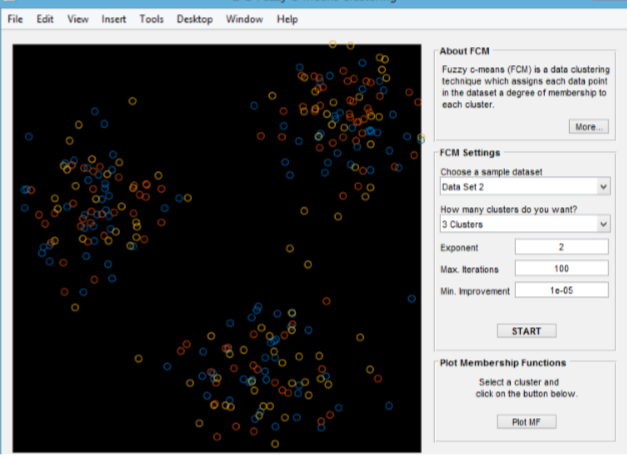 File Edit View Insert Tools Desktop Window Help
About FCM
Fuzzy c-means (FCM) is a data clustering
technique which assigns each data point
in the dataset a degree of membership to
each cluster.
More...
FCM Settings
Choose a sample dataset
Data Set 2
How many clusters do you want?
3 Clusters
Exponent 2
Max. Iterations 100
Min. Improvement 1e-05
START
Plot Membership Functions
Select a cluster and
click on the button below.
Plot MF